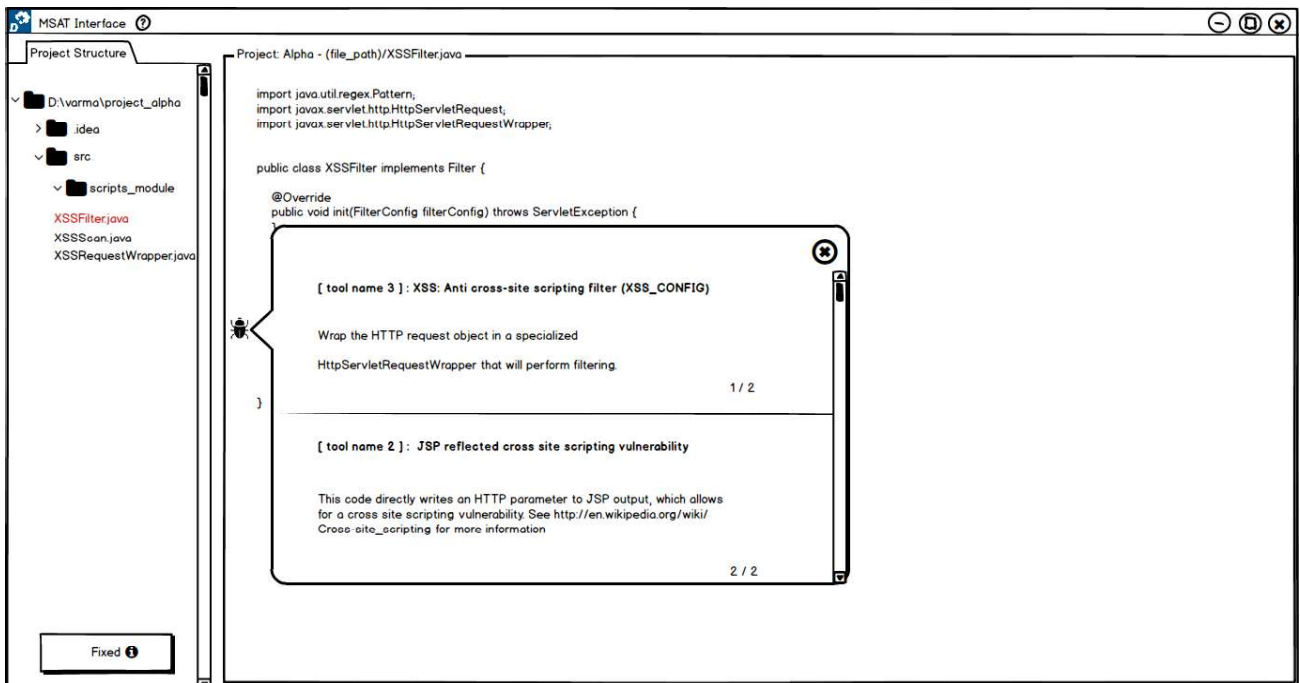 MSAT Interface ?
Project Structure
Project: Alpha - (file_path)/XSSFilter.java
D:\varma\project_alpha
.idea
src
scripts_module
XSSFilter.java
XSSScan.java
XSSRequestWrapper.java
import java.util.regex.Pattern;
import javax.servlet.http.HttpServletRequest;
import javax.servlet.http.HttpServletRequestWrapper;
public class XSSFilter implements Filter {
@Override
public void init(FilterConfig filterConfig) throws ServletException {
}
[ tool name 3 ] : XSS: Anti cross-site scripting filter (XSS_CONFIG)
Wrap the HTTP request object in a specialized
HttpServletRequestWrapper that will perform filtering.
1 / 2
}
[ tool name 2 ] : JSP reflected cross site scripting vulnerability
This code directly writes an HTTP parameter to JSP output, which allows
for a cross site scripting vulnerability. See http://en.wikipedia.org/wiki/
Cross-site_scripting for more information
2 / 2
Fixed i